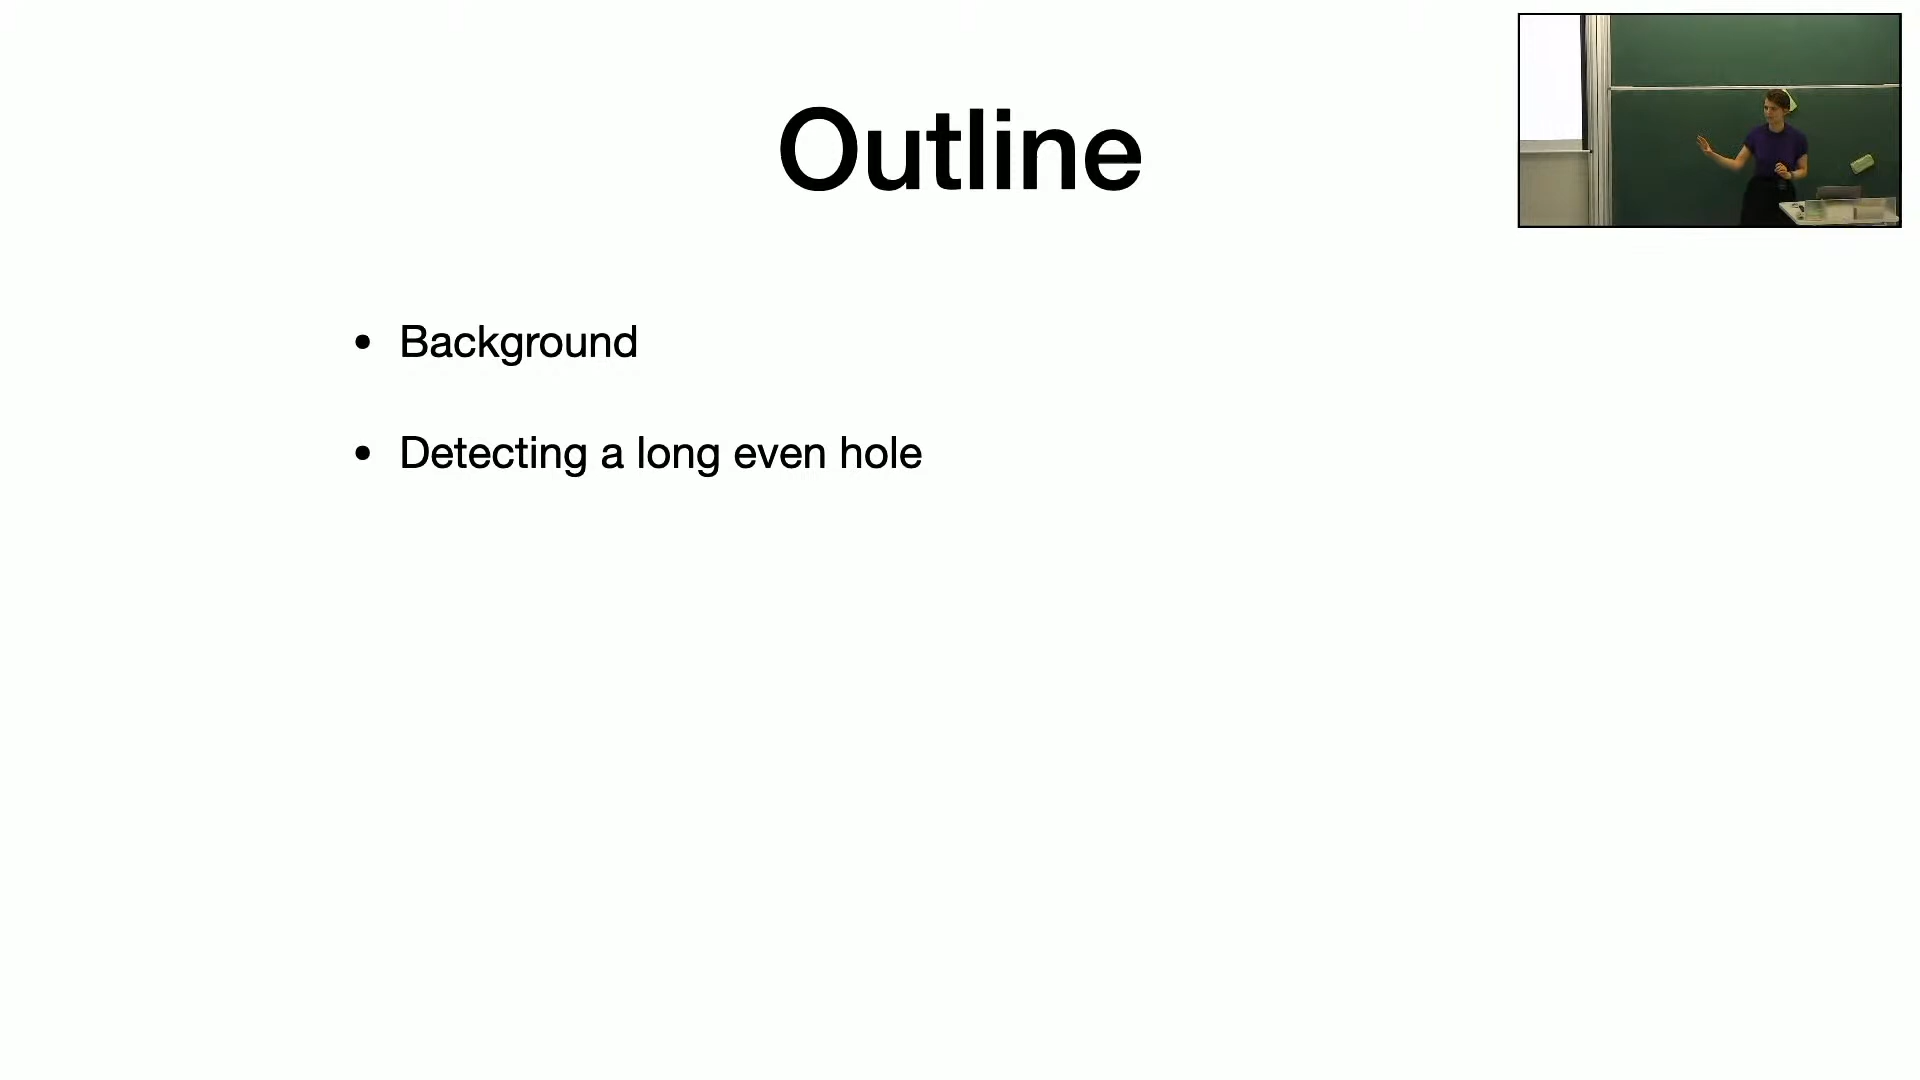 Outline
• Background
• Detecting a long even hole